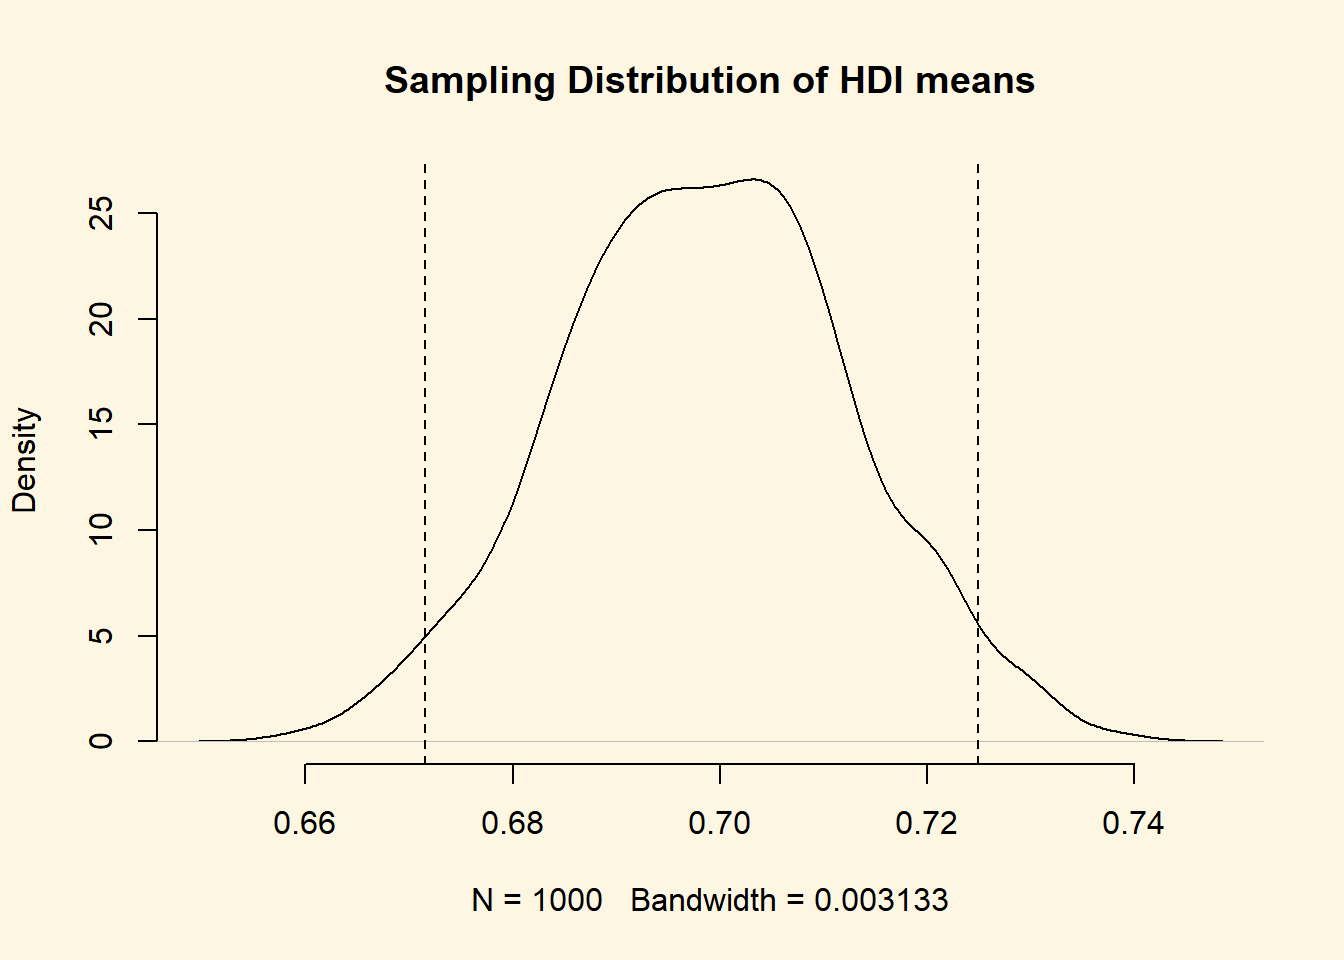 Sampling Distribution of HDI means
Density
25
20
15
10
5
0
0.66 0.68 0.70 0.72 0.74
N = 1000 Bandwidth = 0.003133